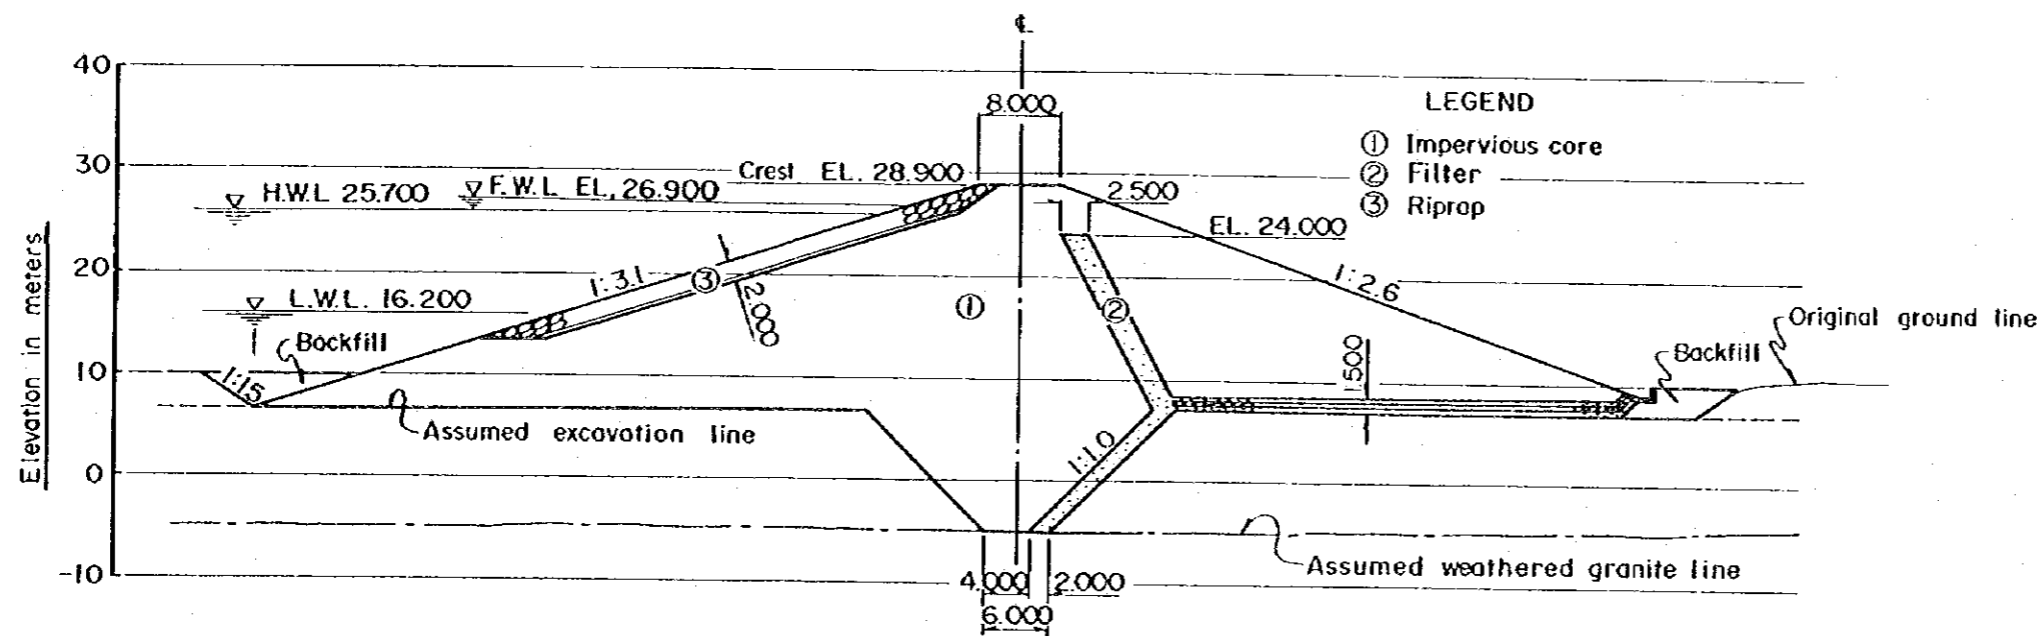 ℄
40
8.000
LEGEND
① Impervious core
② Filter
③ Riprap
30
Crest EL. 28.900
H.W.L 25.700
F.W.L EL, 26.900
2.500
EL. 24.000
20
1:3.1
③
2.000
①
②
1:2.6
L.W.L. 16.200
Original ground line
Backfill
Backfill
1.500
10
1:1.5
Assumed excavation line
Elevation in meters
0
1:1.0
-10
4.000
2.000
Assumed weathered granite line
6.000